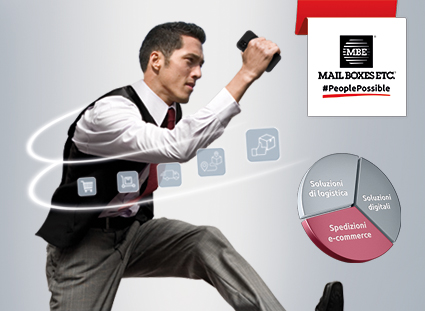 MBE
MAIL BOXES ETC.
#PeoplePossible
Soluzioni
di logistica
Soluzioni
digitali
Spedizioni
e-commerce